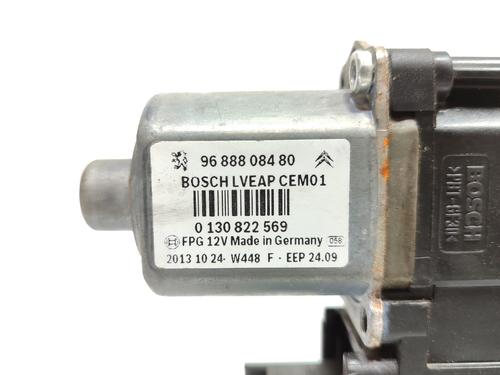 96 888 084 80
BOSCH LVEAP CEM01
0 130 822 569
FPG 12V Made in Germany 058
2013 10 24- W448 F - EEP 24.09
BOSCH